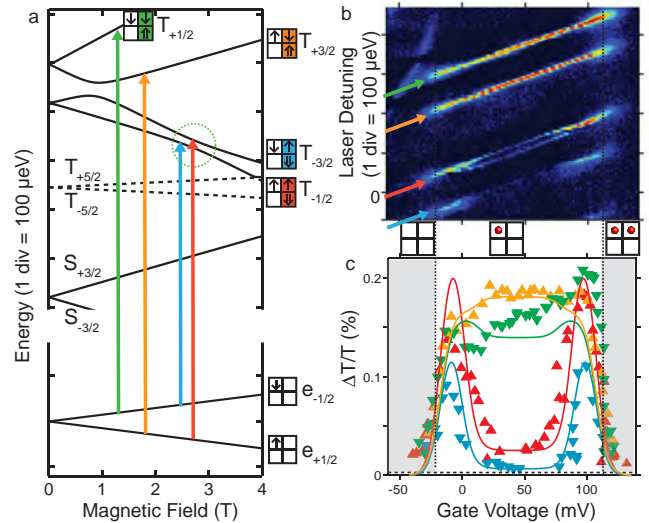 a
T+1/2
T+3/2
T-3/2
T-1/2
T+5/2
T-5/2
S+3/2
S-3/2
e-1/2
e+1/2
Energy (1 div = 100 µeV)
0 1 2 3 4
Magnetic Field (T)
b
Laser Detuning
(1 div = 100 µeV)
0
c
ΔT/T (%)
0.2
0.1
0
-50 0 50 100
Gate Voltage (mV)